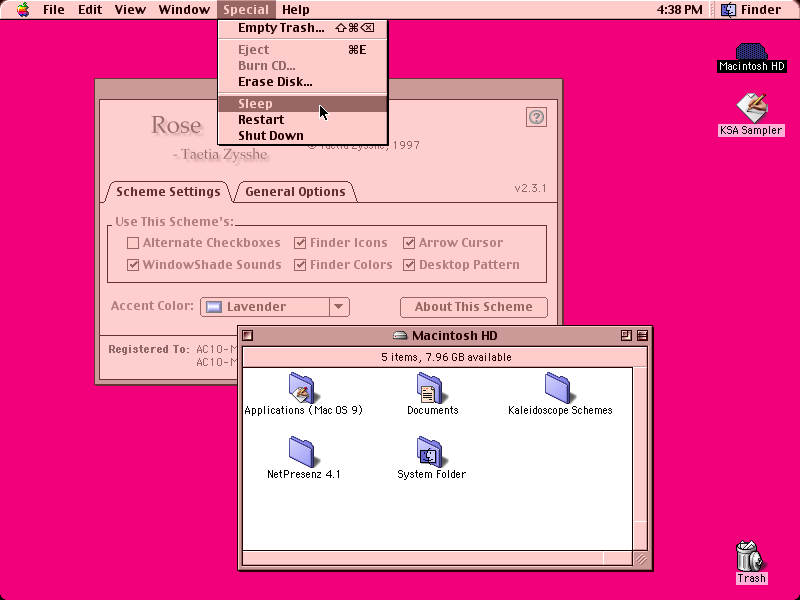 File Edit View Window Special Help 4:38 PM Finder
Empty Trash... ⇧⌘⌫
Eject ⌘E
Burn CD...
Erase Disk...
Sleep
Restart
Shut Down
Macintosh HD
KSA Sampler
Rose
- Taetia Zysshe
© Taetia Zysshe, 1997
Scheme Settings General Options v2.3.1
Use This Scheme's:
Alternate Checkboxes Finder Icons Arrow Cursor
WindowShade Sounds Finder Colors Desktop Pattern
Accent Color: Lavender About This Scheme
Registered To: AC10-M
AC10-M
Macintosh HD
5 items, 7.96 GB available
Applications (Mac OS 9) Documents Kaleidoscope Schemes
NetPresenz 4.1 System Folder
Trash